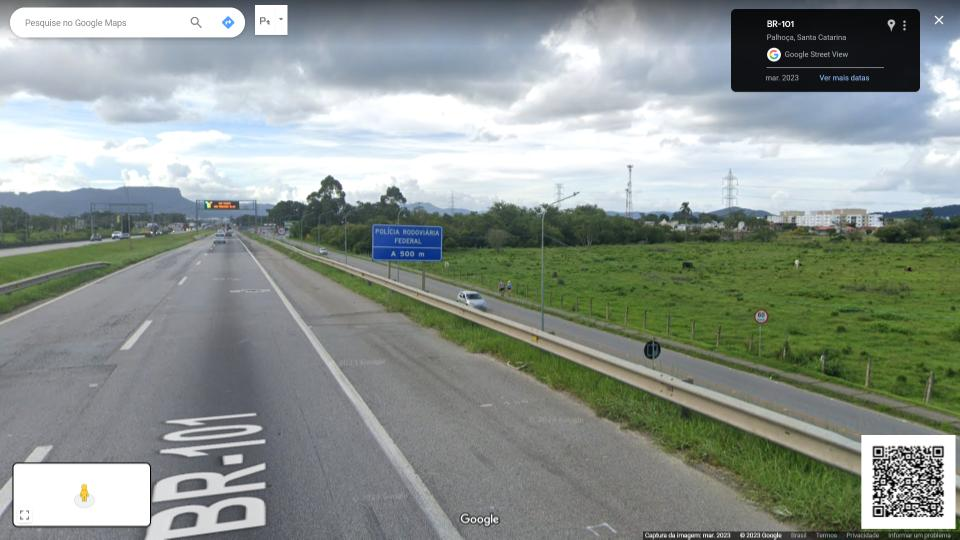 Pesquise no Google Maps
BR-101
Palhoça, Santa Catarina
Google Street View
mar. 2023
Ver mais datas
POLÍCIA RODOVIÁRIA
FEDERAL
A 500 m
60
BR-101
Google
Captura da imagem: mar. 2023
© 2023 Google
Brasil
Termos
Privacidade
Informar um problema